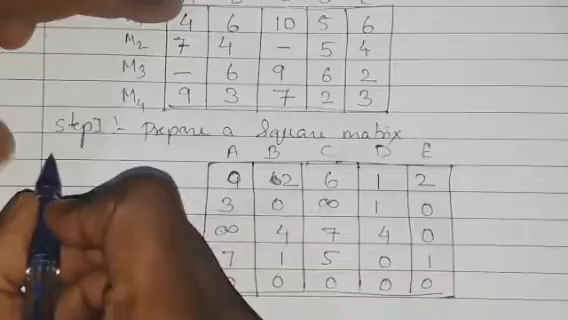 4 6 10 5 6
M2 7 4 - 5 4
M3 - 6 9 6 2
M4 9 3 7 2 3
Step I :- Prepare a Square matrix
A B C D E
0 2 6 1 2
3 0 ∞ 1 0
∞ 4 7 4 0
7 1 5 0 1
0 0 0 0 0